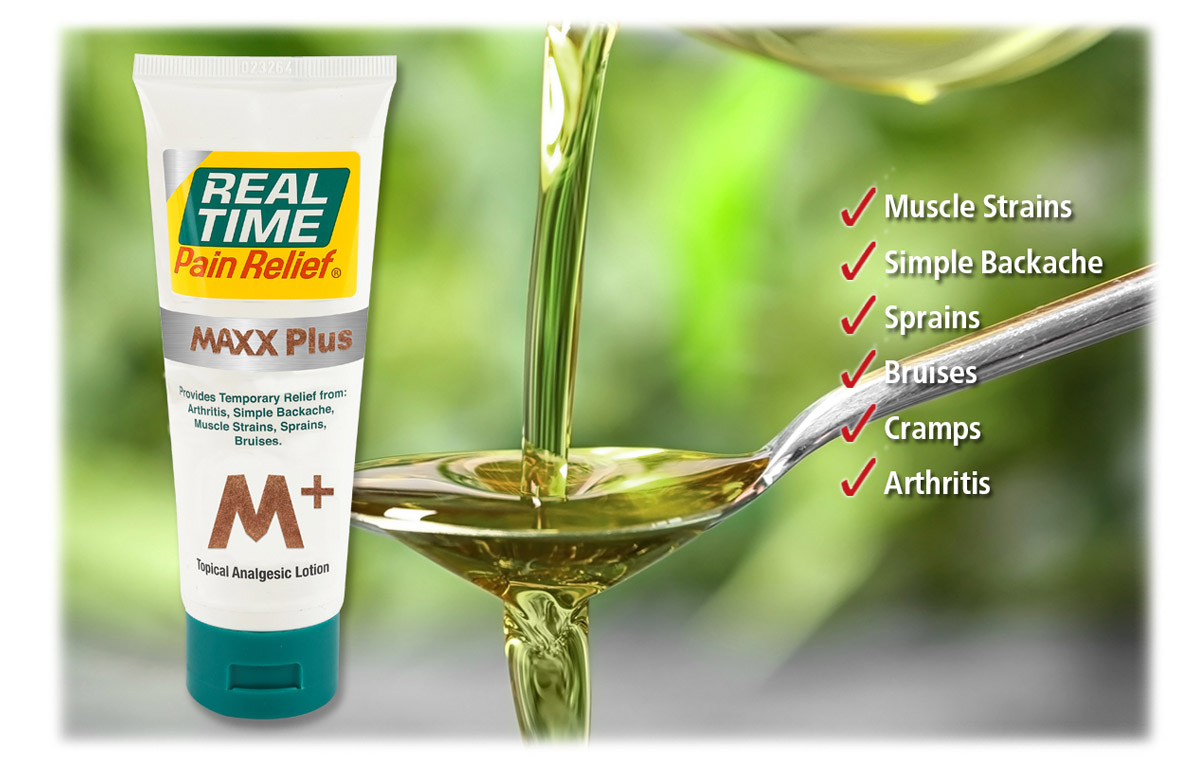 023264
REAL
TIME
Pain Relief®
MAXX Plus
Provides Temporary Relief from:
Arthritis, Simple Backache,
Muscle Strains, Sprains,
Bruises.
M+
Topical Analgesic Lotion
Muscle Strains
Simple Backache
Sprains
Bruises
Cramps
Arthritis